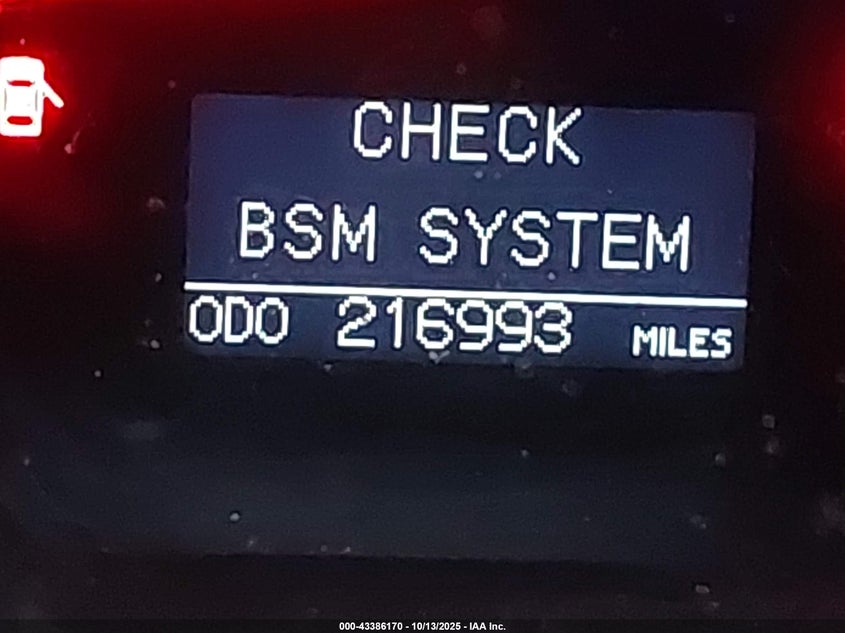 CHECK
BSM SYSTEM
ODO 216993 MILES
000-43386170 - 10/13/2025 - IAA Inc.